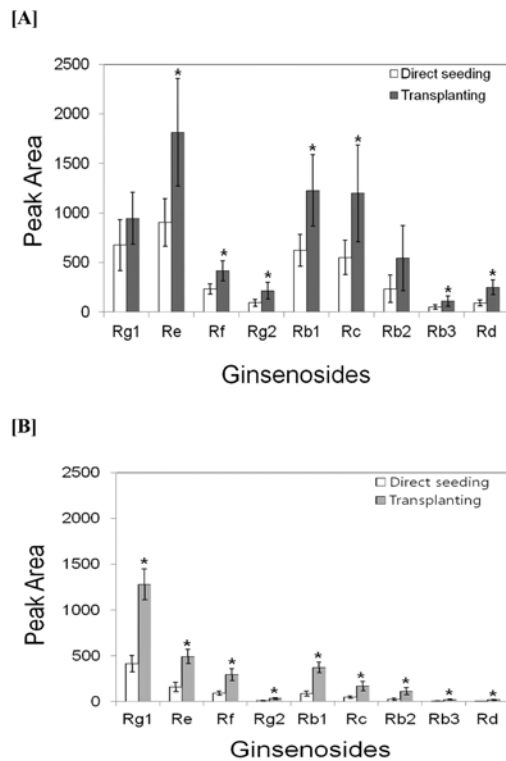 [A]
2500
2000
1500
1000
500
0
Peak Area
Direct seeding
Transplanting
*
*
*
*
*
*
*
Rg1 Re Rf Rg2 Rb1 Rc Rb2 Rb3 Rd
Ginsenosides
[B]
2500
2000
1500
1000
500
0
Peak Area
Direct seeding
Transplanting
*
*
*
*
*
*
*
*
*
Rg1 Re Rf Rg2 Rb1 Rc Rb2 Rb3 Rd
Ginsenosides